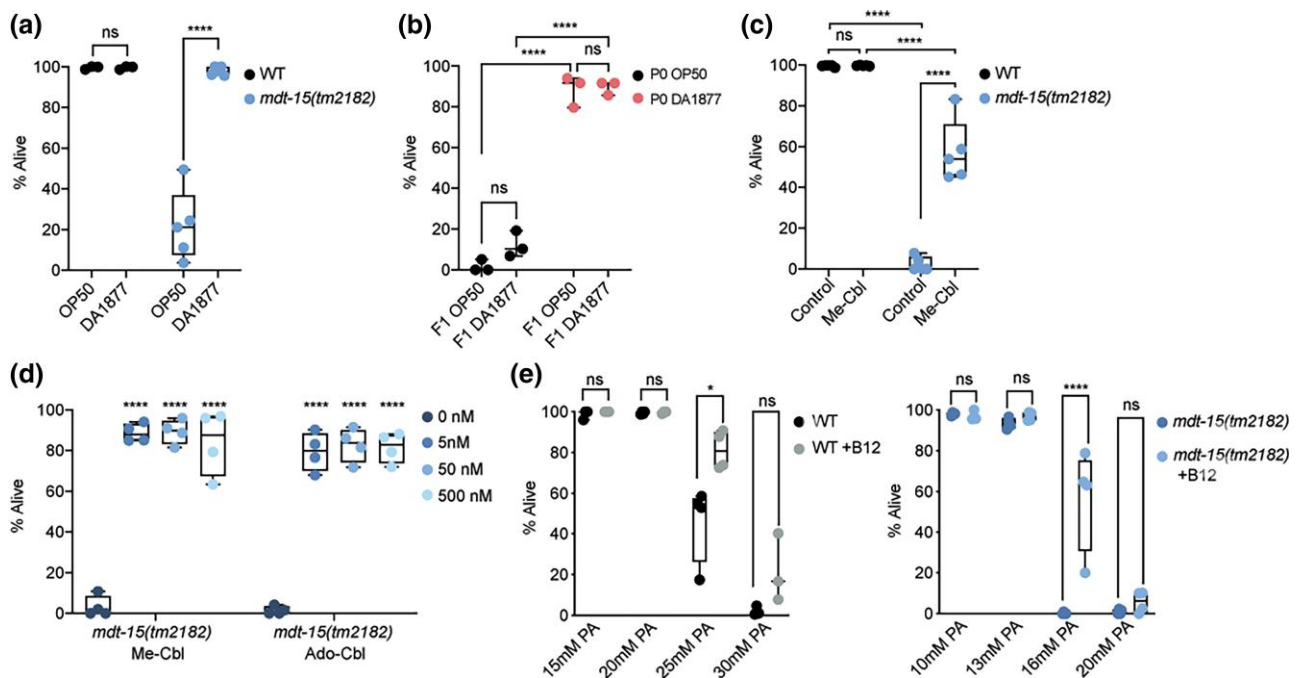 (a)
ns
****
% Alive
100
80
60
40
20
0
WT
mdt-15(tm2182)
OP50
DA1877
OP50
DA1877
(b)
****
****
ns
ns
% Alive
100
80
60
40
20
0
P0 OP50
P0 DA1877
F1 OP50
F1 DA1877
F1 OP50
F1 DA1877
(c)
****
ns
****
****
% Alive
100
80
60
40
20
0
WT
mdt-15(tm2182)
Control
Me-Cbl
Control
Me-Cbl
(d)
**** **** ****
**** **** ****
% Alive
100
80
60
40
20
0
0 nM
5nM
50 nM
500 nM
mdt-15(tm2182)
Me-Cbl
mdt-15(tm2182)
Ado-Cbl
(e)
ns
ns
*
ns
% Alive
100
80
60
40
20
0
WT
WT +B12
15mM PA
20mM PA
25mM PA
30mM PA
ns
ns
****
ns
% Alive
100
80
60
40
20
0
mdt-15(tm2182)
mdt-15(tm2182)
+B12
10mM PA
13mM PA
16mM PA
20mM PA